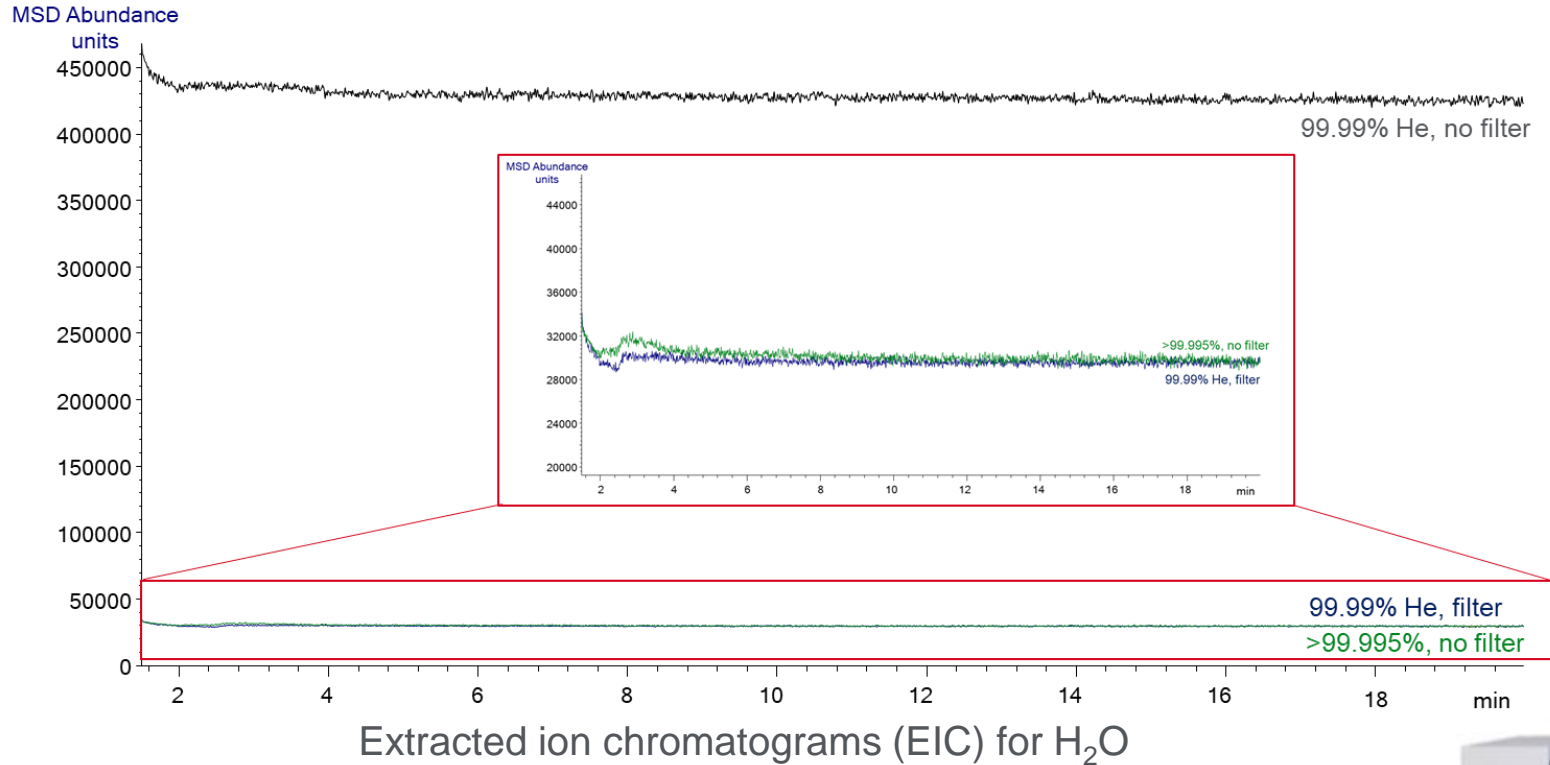 MSD Abundance
units
450000
400000
350000
300000
250000
200000
150000
100000
50000
0
99.99% He, no filter
MSD Abundance
units
44000
40000
36000
32000
28000
24000
20000
>99.995%, no filter
99.99% He, filter
2 4 6 8 10 12 14 16 18 min
99.99% He, filter
>99.995%, no filter
2 4 6 8 10 12 14 16 18 min
Extracted ion chromatograms (EIC) for H₂O